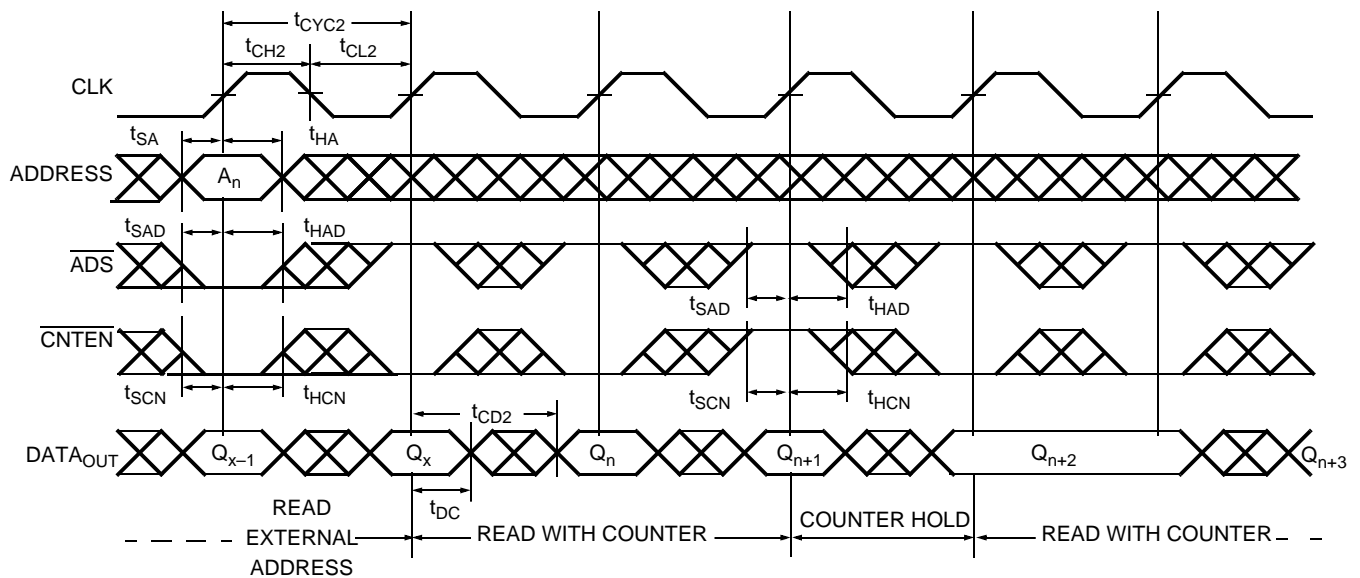 tCYC2
tCH2 tCL2
CLK
tSA tHA
ADDRESS An
tSAD tHAD
ADS
tSAD tHAD
CNTEN
tSCN tHCN tSCN tHCN
tCD2
DATAOUT Qx–1 Qx Qn Qn+1 Qn+2 Qn+3
tDC
READ EXTERNAL ADDRESS
READ WITH COUNTER COUNTER HOLD READ WITH COUNTER